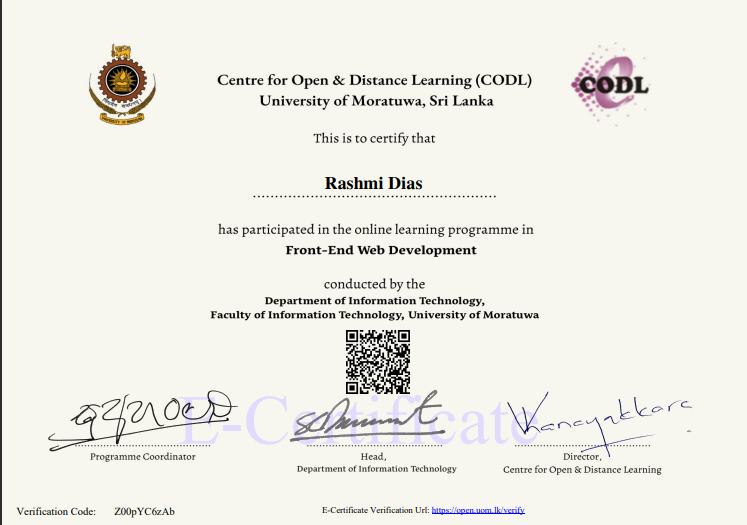 Centre for Open & Distance Learning (CODL)
University of Moratuwa, Sri Lanka
CODL
This is to certify that
Rashmi Dias
has participated in the online learning programme in
Front-End Web Development
conducted by the
Department of Information Technology,
Faculty of Information Technology, University of Moratuwa
E-Certificate
Programme Coordinator
Head,
Department of Information Technology
Director,
Centre for Open & Distance Learning
Verification Code: Z00pYC6zAb
E-Certificate Verification Url: https://open.uom.lk/verify